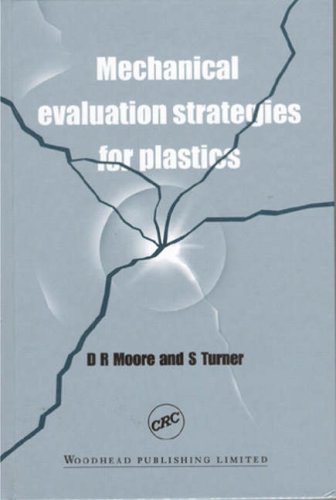 Mechanical
evaluation strategies
for plastics
D R Moore and S Turner
CRC
WOODHEAD PUBLISHING LIMITED